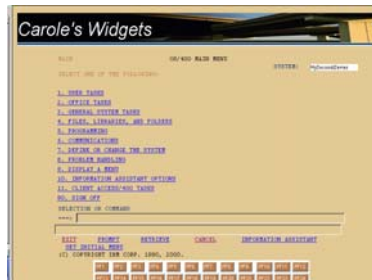 Carole's Widgets
MAIN OS/400 MAIN MENU
SYSTEM:
SELECT ONE OF THE FOLLOWING:
1. USER TASKS
2. OFFICE TASKS
3. GENERAL SYSTEM TASKS
4. FILES, LIBRARIES, AND FOLDERS
5. PROGRAMMING
6. COMMUNICATIONS
7. DEFINE OR CHANGE THE SYSTEM
8. PROBLEM HANDLING
9. DISPLAY A MENU
10. INFORMATION ASSISTANT OPTIONS
11. CLIENT ACCESS/400 TASKS
90. SIGN OFF
SELECTION OR COMMAND
===>
EXIT PROMPT RETRIEVE CANCEL INFORMATION ASSISTANT
SET INITIAL MENU
(C) COPYRIGHT IBM CORP. 1980, 2000.